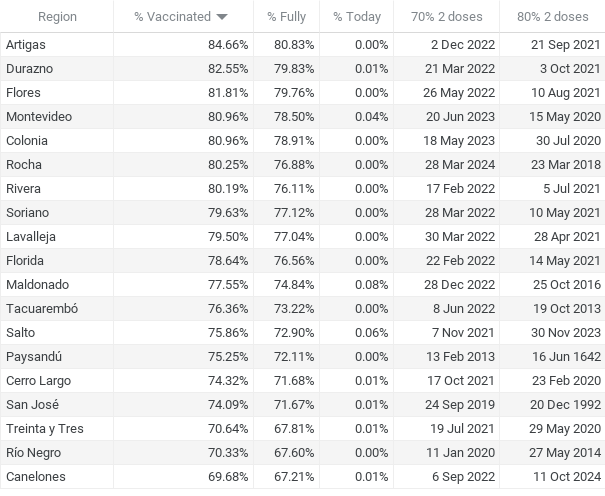 Region % Vaccinated % Fully % Today 70% 2 doses 80% 2 doses
Artigas 84.66% 80.83% 0.00% 2 Dec 2022 21 Sep 2021
Durazno 82.55% 79.83% 0.01% 21 Mar 2022 3 Oct 2021
Flores 81.81% 79.76% 0.00% 26 May 2022 10 Aug 2021
Montevideo 80.96% 78.50% 0.04% 20 Jun 2023 15 May 2020
Colonia 80.96% 78.91% 0.00% 18 May 2023 30 Jul 2020
Rocha 80.25% 76.88% 0.00% 28 Mar 2024 23 Mar 2018
Rivera 80.19% 76.11% 0.00% 17 Feb 2022 5 Jul 2021
Soriano 79.63% 77.12% 0.00% 28 Mar 2022 10 May 2021
Lavalleja 79.50% 77.04% 0.00% 30 Mar 2022 28 Apr 2021
Florida 78.64% 76.56% 0.00% 22 Feb 2022 14 May 2021
Maldonado 77.55% 74.84% 0.08% 28 Dec 2022 25 Oct 2016
Tacuarembó 76.36% 73.22% 0.00% 8 Jun 2022 19 Oct 2013
Salto 75.86% 72.90% 0.06% 7 Nov 2021 30 Nov 2023
Paysandú 75.25% 72.11% 0.00% 13 Feb 2013 16 Jun 1642
Cerro Largo 74.32% 71.68% 0.01% 17 Oct 2021 23 Feb 2020
San José 74.09% 71.67% 0.01% 24 Sep 2019 20 Dec 1992
Treinta y Tres 70.64% 67.81% 0.01% 19 Jul 2021 29 May 2020
Río Negro 70.33% 67.60% 0.00% 11 Jan 2020 27 May 2014
Canelones 69.68% 67.21% 0.01% 6 Sep 2022 11 Oct 2024